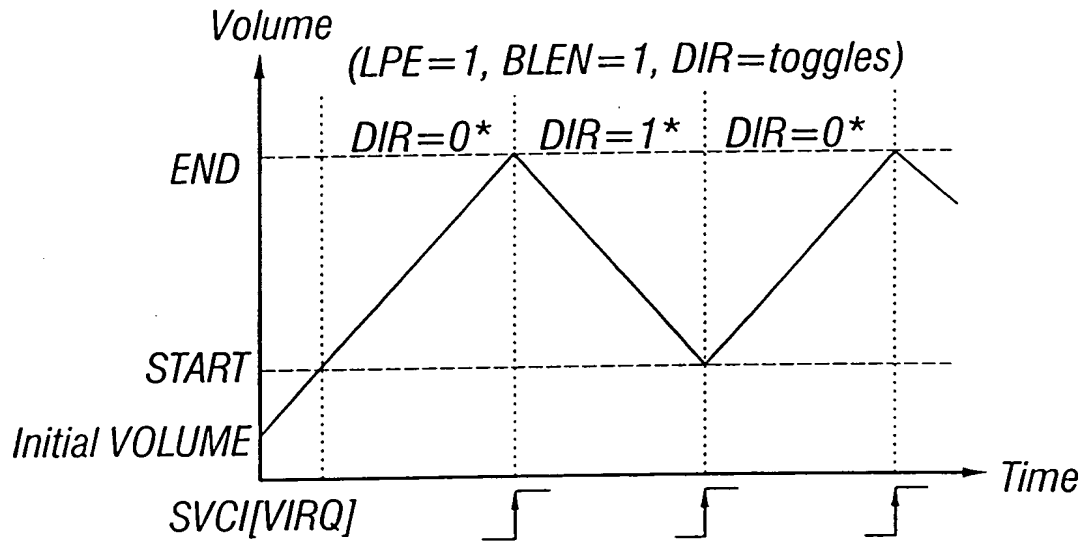 Volume
(LPE=1, BLEN=1, DIR=toggles)
DIR=0* DIR=1* DIR=0*
END
START
Initial VOLUME
Time
SVCI[VIRQ]